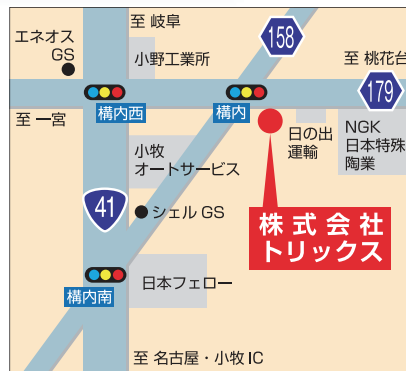 至 岐阜
エネオス
GS
小野工業所
158
至 桃花台
179
構内西
構内
至 一宮
日の出
運輸
NGK
日本特殊
陶業
小牧
オートサービス
41
シェル GS
株式会社
トリックス
構内南
日本フェロー
至 名古屋・小牧 IC